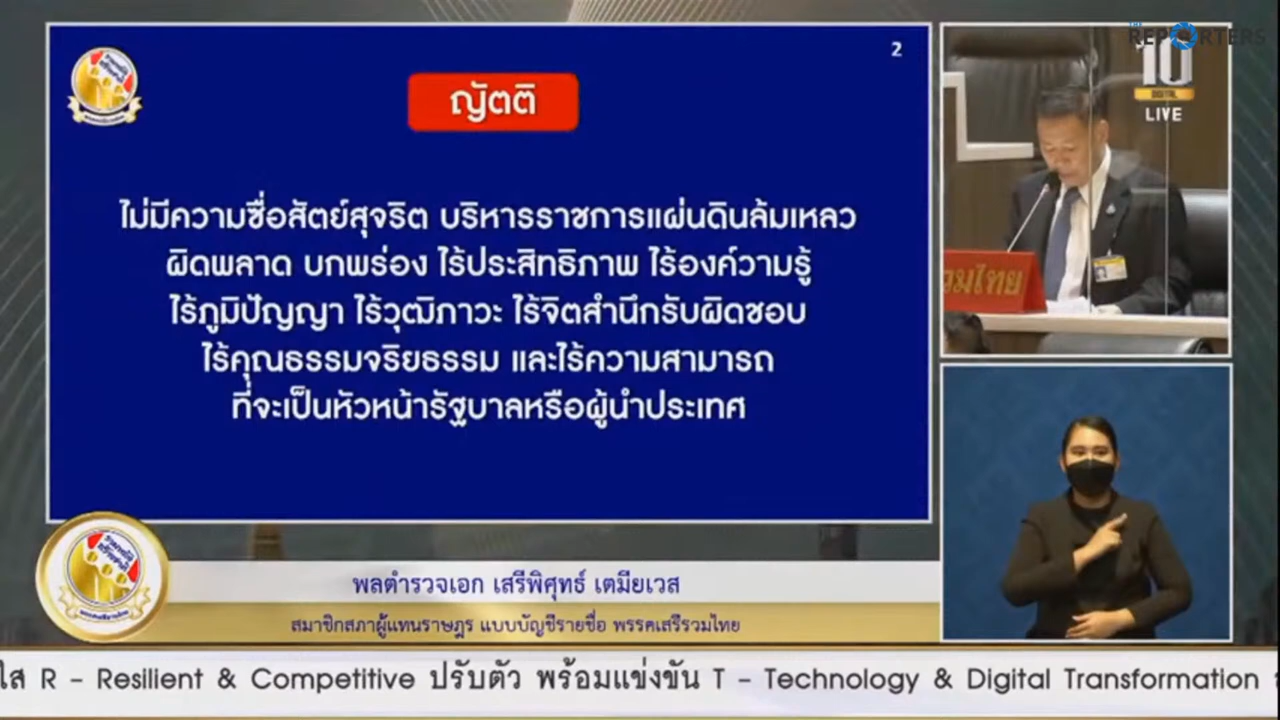 2
ญัตติ
ไม่มีความซื่อสัตย์สุจริต บริหารราชการแผ่นดินล้มเหลว
ผิดพลาด บกพร่อง ไร้ประสิทธิภาพ ไร้องค์ความรู้
ไร้ภูมิปัญญา ไร้วุฒิภาวะ ไร้จิตสำนึกรับผิดชอบ
ไร้คุณธรรมจริยธรรม และไร้ความสามารถ
ที่จะเป็นหัวหน้ารัฐบาลหรือผู้นำประเทศ
THE REPORTERS
10
DIGITAL
LIVE
รวมไทย
พลตำรวจเอก เสรีพิศุทธ์ เตมียเวส
สมาชิกสภาผู้แทนราษฎร แบบบัญชีรายชื่อ พรรคเสรีรวมไทย
ใส R – Resilient & Competitive ปรับตัว พร้อมแข่งขัน T – Technology & Digital Transformation